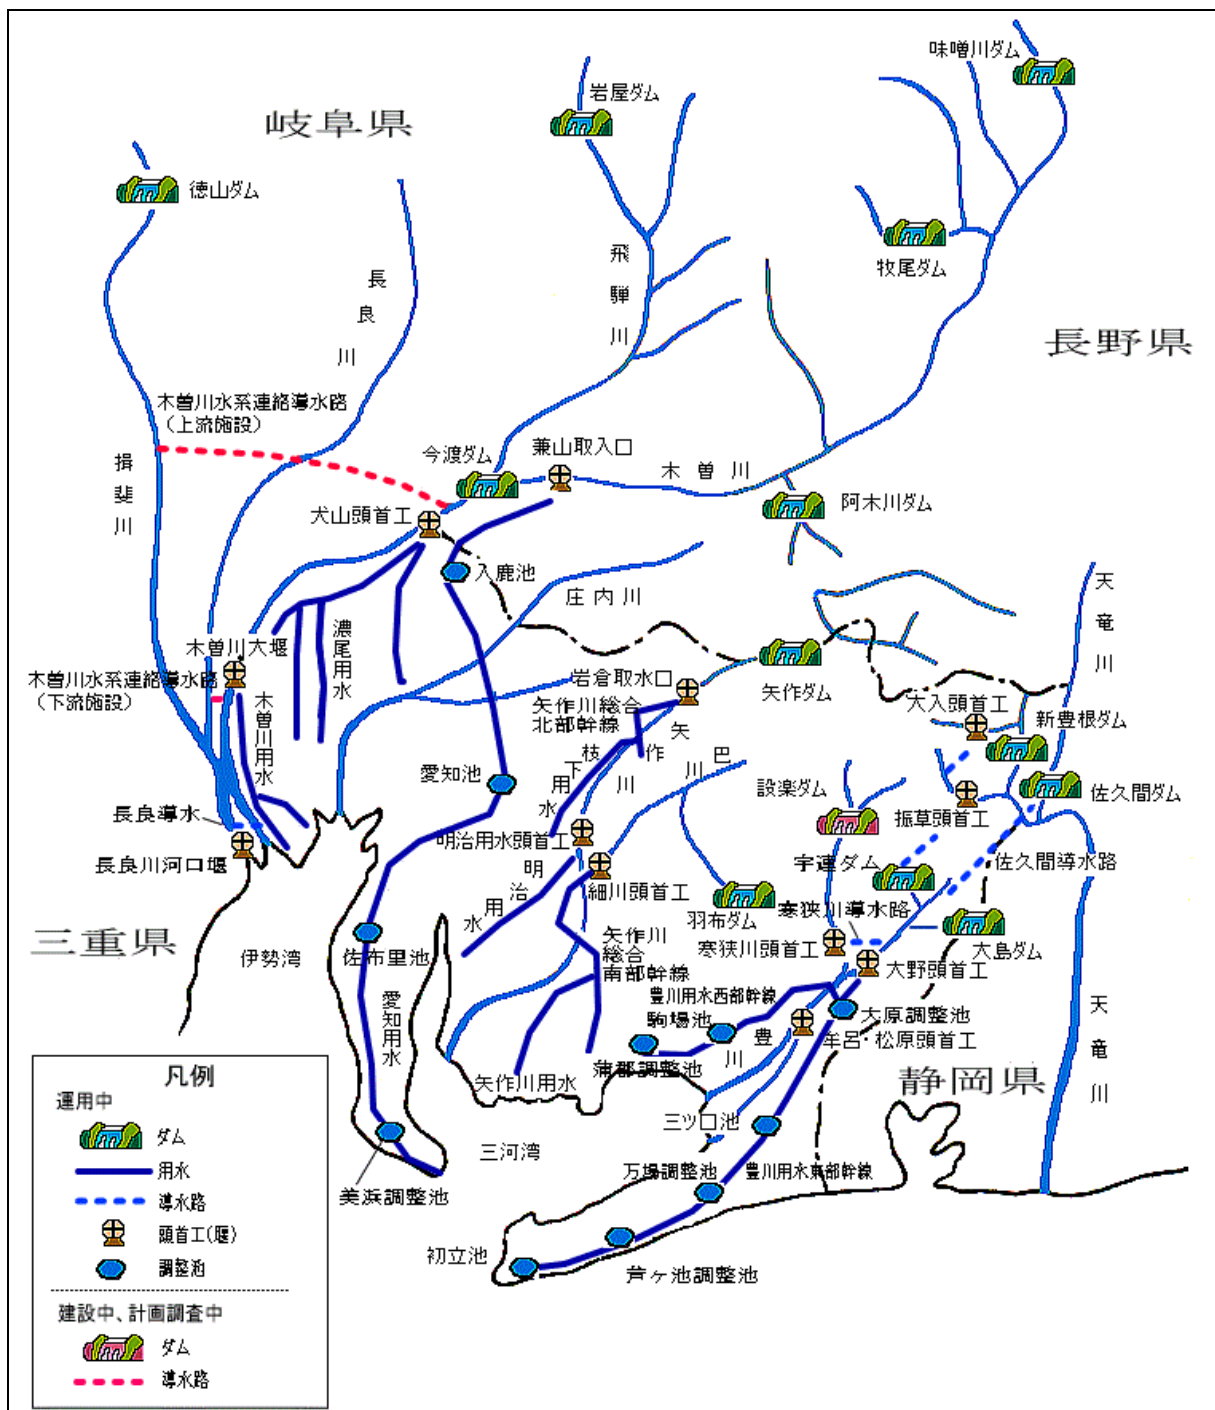 味噌川ダム
岩屋ダム
岐阜県
徳山ダム
飛騨川
牧尾ダム
長良川
長野県
木曽川水系連絡導水路
（上流施設）
揖斐川
今渡ダム
兼山取入口
木曽川
阿木川ダム
犬山頭首工
入鹿池
庄内川
天竜川
濃尾用水
木曽川大堰
木曽川水系連絡導水路
（下流施設）
木曽川用水
岩倉取水口
矢作ダム
矢作川総合
北部幹線
枝下用水
矢作川
巴川
大入頭首工
新豊根ダム
愛知池
設楽ダム
佐久間ダム
振草頭首工
長良導水
長良川河口堰
明治用水頭首工
明治用水
細川頭首工
宇連ダム
佐久間導水路
羽布ダム
寒狭川導水路
寒狭川頭首工
大島ダム
大野頭首工
三重県
伊勢湾
佐布里池
矢作川
総合
南部幹線
愛知用水
豊川用水西部幹線
駒場池
大原調整池
豊川
牟呂・松原頭首工
蒲郡調整池
天竜川
静岡県
矢作川用水
三ツ口池
三河湾
万場調整池
豊川用水東部幹線
美浜調整池
初立池
芦ヶ池調整池
凡例
運用中
ダム
用水
導水路
頭首工(堰)
調整池
建設中、計画調査中
ダム
導水路